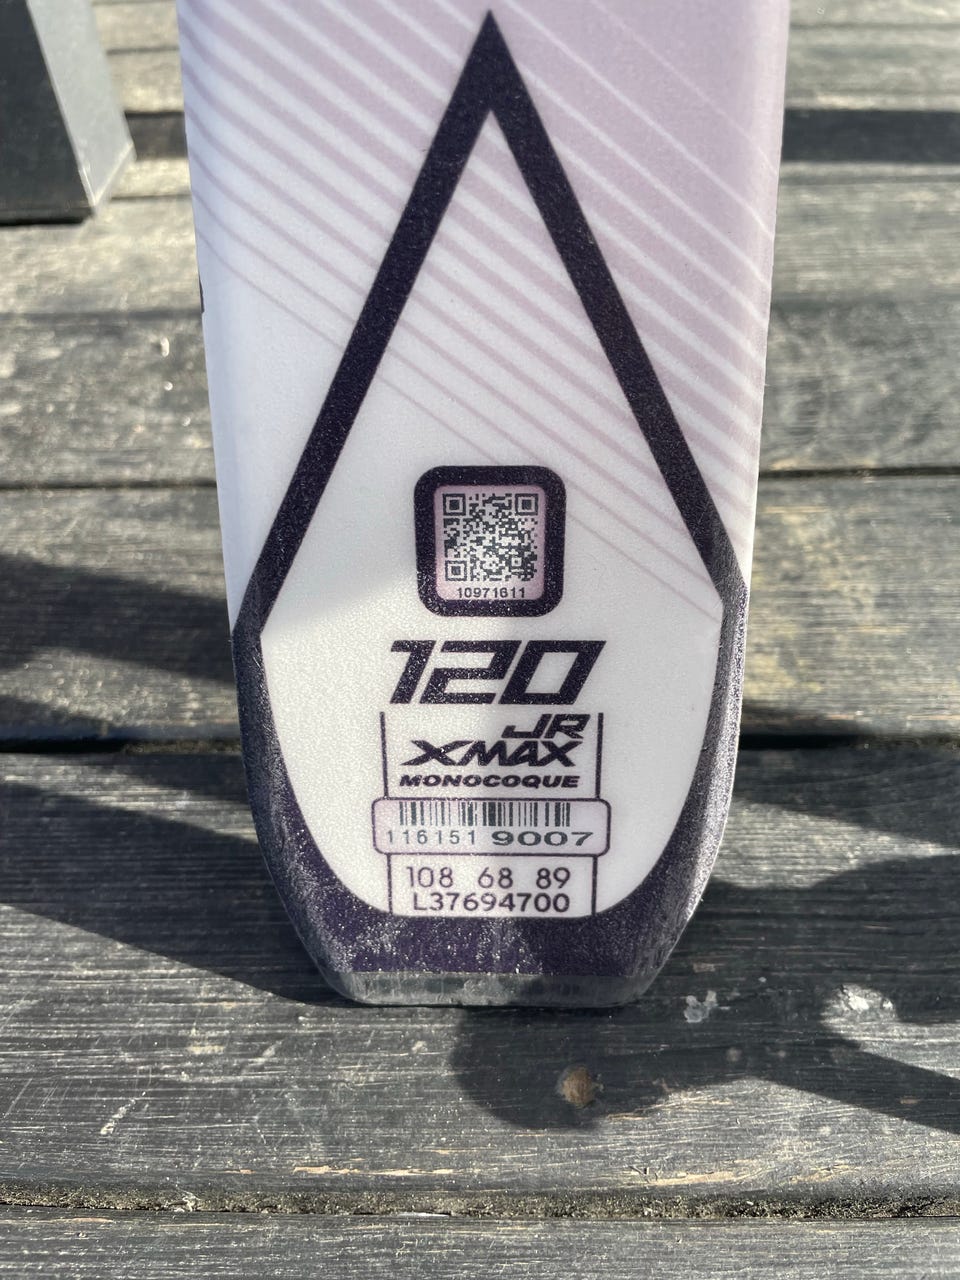 10971611
120
JR
XMAX
MONOCOQUE
116151 9007
108 68 89
L37694700